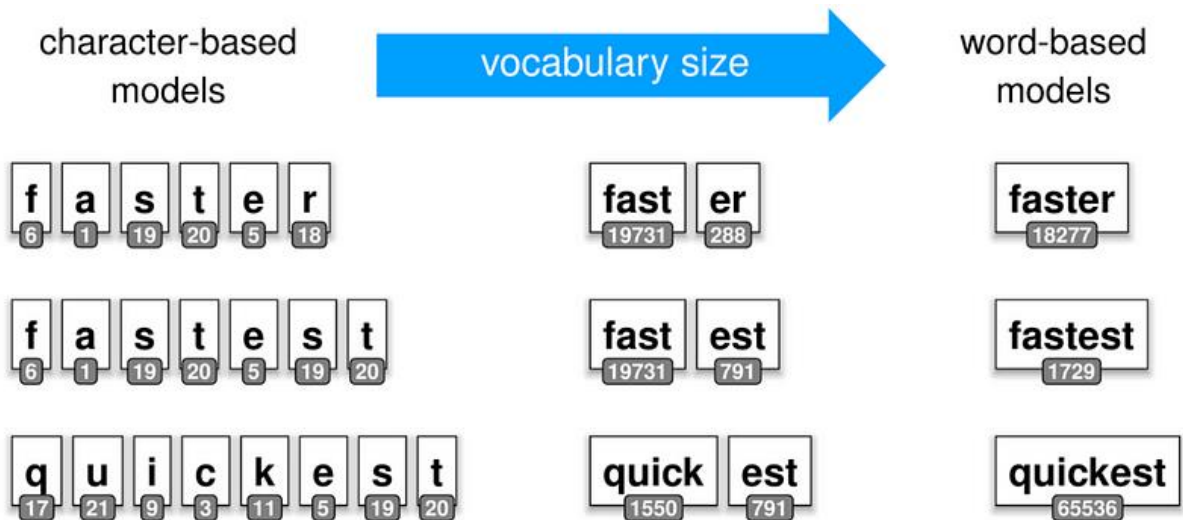 character-based
models
vocabulary size
word-based
models
f a s t e r
6 1 19 20 5 18
fast er
19731 288
faster
18277
f a s t e s t
6 1 19 20 5 19 20
fast est
19731 791
fastest
1729
q u i c k e s t
17 21 9 3 11 5 19 20
quick est
1550 791
quickest
65536